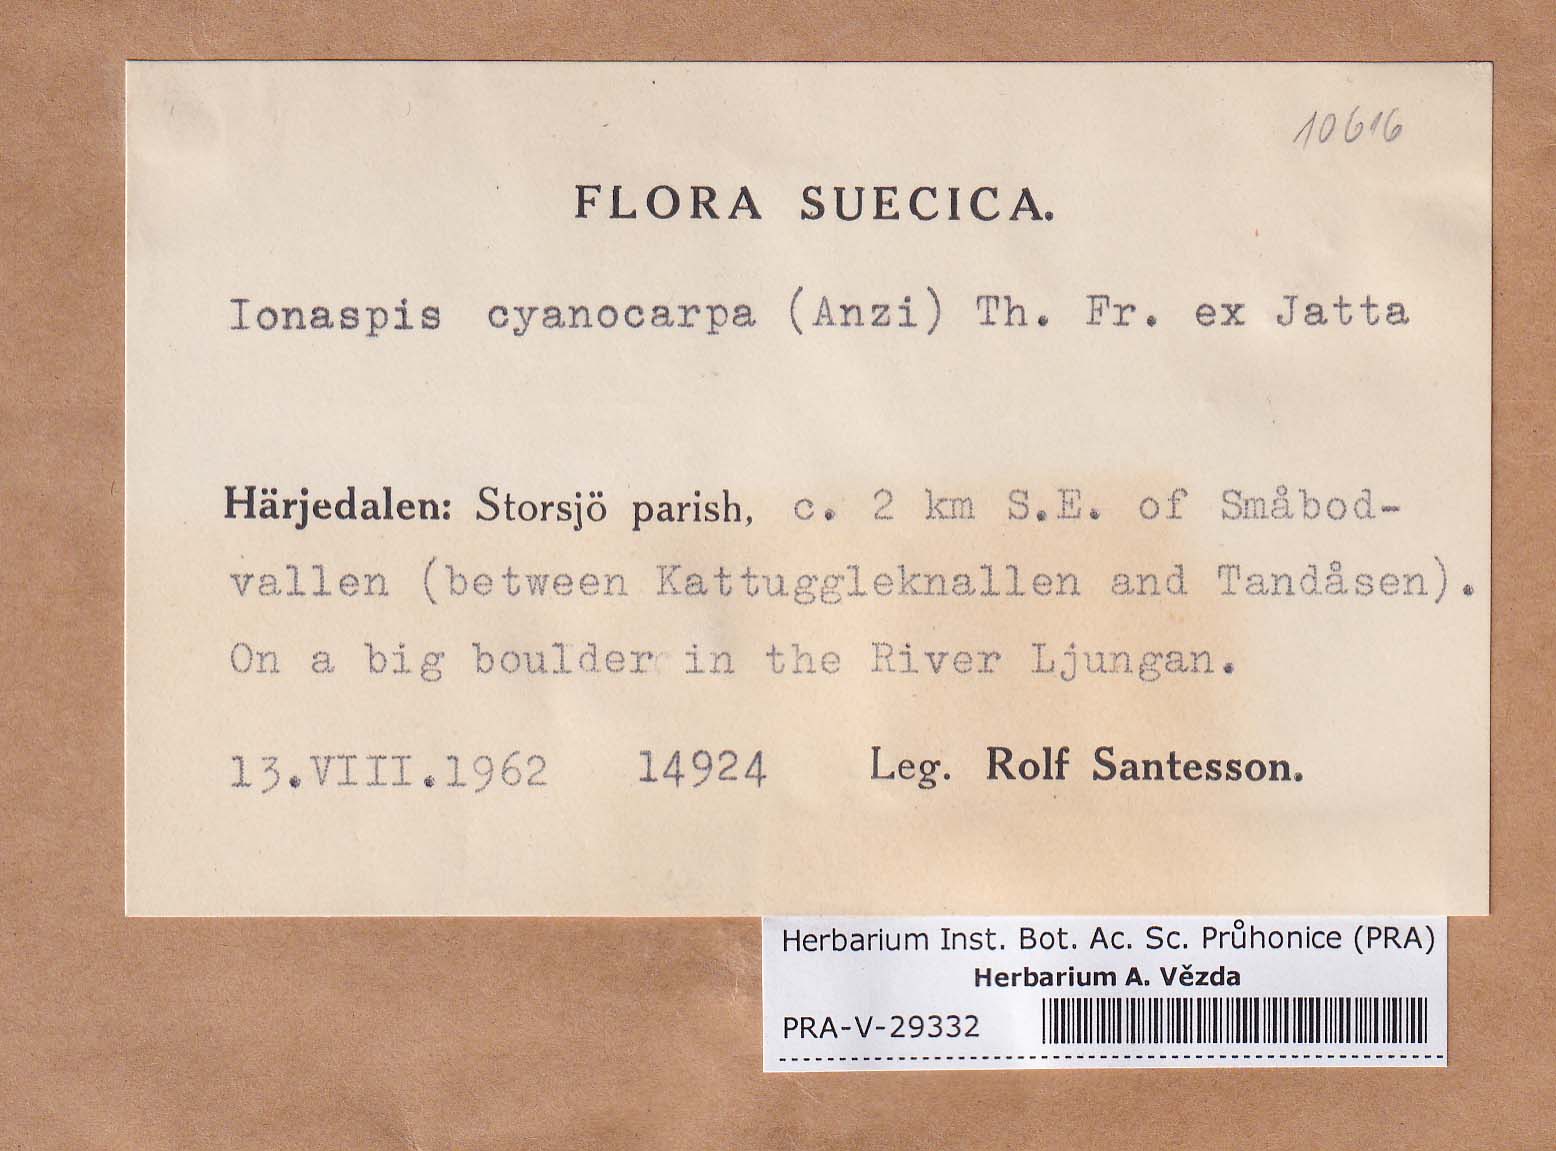 10616
FLORA SUECICA.
Ionaspis cyanocarpa (Anzi) Th. Fr. ex Jatta
Härjedalen: Storsjö parish, c. 2 km S.E. of Småbod-
vallen (between Kattuggleknallen and Tandåsen).
On a big boulder in the River Ljungan.
13.VIII.1962 14924 Leg. Rolf Santesson.
Herbarium Inst. Bot. Ac. Sc. Průhonice (PRA)
Herbarium A. Vězda
PRA-V-29332